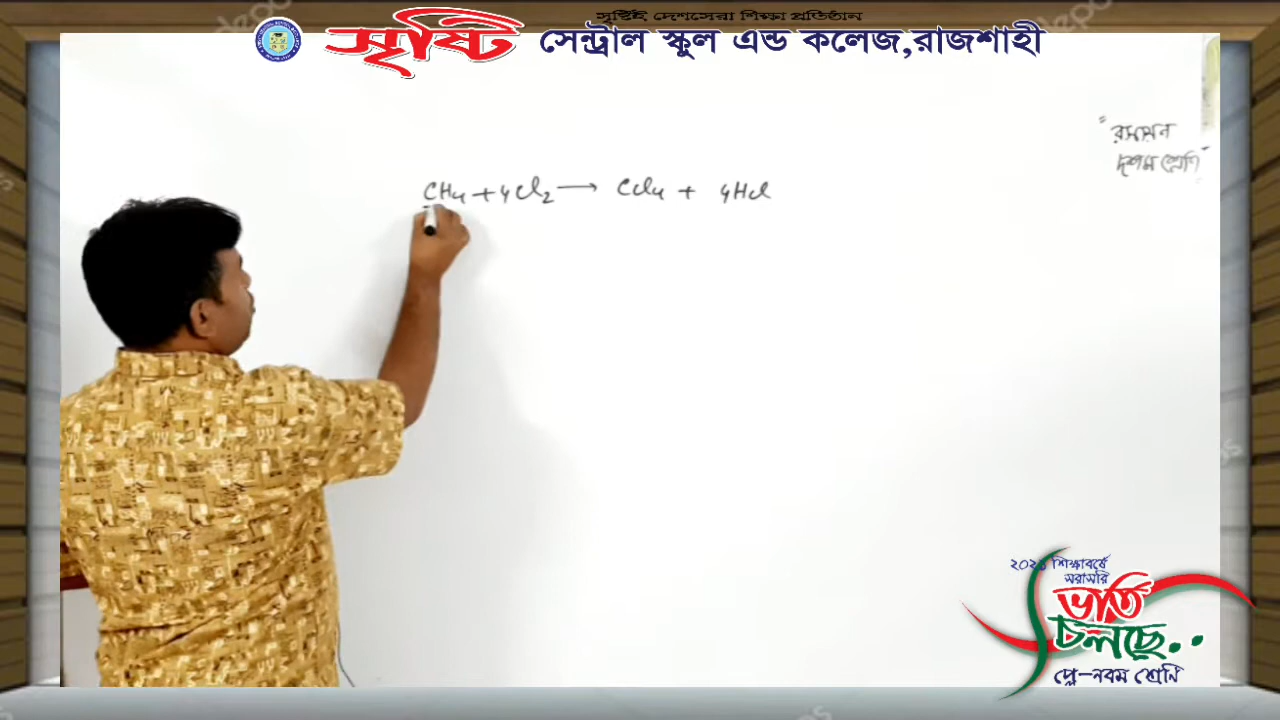 সৃষ্টিই দেশসেরা শিক্ষা প্রতিষ্ঠান
সৃষ্টি সেন্ট্রাল স্কুল এন্ড কলেজ,রাজশাহী
"রসায়ন
দশম শ্রেণি"
CH₄ + 4Cl₂ ⟶ CCl₄ + 4HCl
শিক্ষাবর্ষে
সরাসরি
ভর্তি
চলছে..
প্লে-নবম শ্রেণি